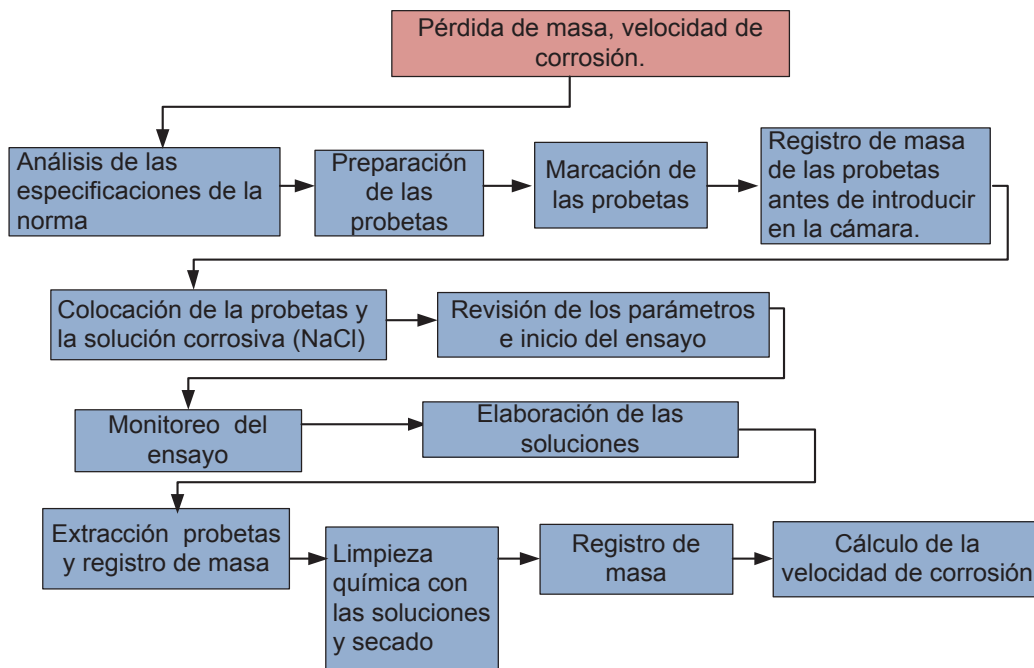 Pérdida de masa, velocidad de
corrosión.
Análisis de las
especificaciones de la
norma
Preparación
de las
probetas
Marcación de
las probetas
Registro de masa
de las probetas
antes de introducir
en la cámara.
Colocación de la probetas y
la solución corrosiva (NaCl)
Revisión de los parámetros
e inicio del ensayo
Monitoreo del
ensayo
Elaboración de las
soluciones
Extracción probetas
y registro de masa
Limpieza
química con
las soluciones
y secado
Registro de
masa
Cálculo de la
velocidad de corrosión